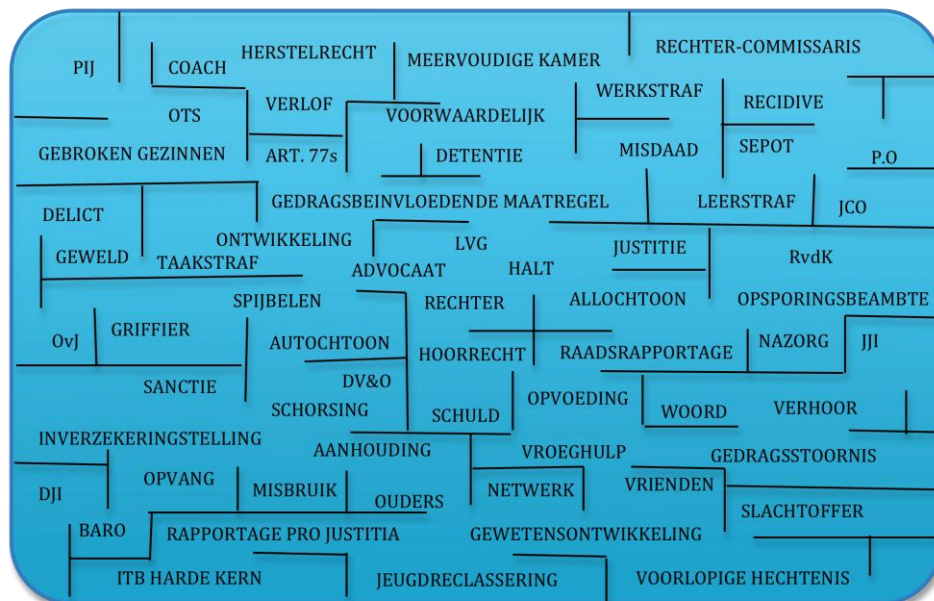 HERSTELRECHT
RECHTER-COMMISSARIS
MEERVOUDIGE KAMER
PIJ
COACH
WERKSTRAF
RECIDIVE
VERLOF
OTS
VOORWAARDELIJK
GEBROKEN GEZINNEN
ART. 77s
DETENTIE
MISDAAD
SEPOT
P.O
GEDRAGSBEINVLOEDENDE MAATREGEL
LEERSTRAF
JCO
DELICT
ONTWIKKELING
LVG
JUSTITIE
RvdK
GEWELD
TAAKSTRAF
ADVOCAAT
HALT
SPIJBELEN
RECHTER
ALLOCHTOON
OPSPORINGSBEAMBTE
OvJ
GRIFFIER
AUTOCHTOON
HOORRECHT
RAADSRAPPORTAGE
NAZORG
JJI
SANCTIE
DV&O
OPVOEDING
SCHORSING
SCHULD
WOORD
VERHOOR
INVERZEKERINGSTELLING
AANHOUDING
VROEGHULP
GEDRAGSSTOORNIS
DJI
OPVANG
MISBRUIK
OUDERS
NETWERK
VRIENDEN
SLACHTOFFER
BARO
RAPPORTAGE PRO JUSTITIA
GEWETENSONTWIKKELING
ITB HARDE KERN
JEUGDRECLASSERING
VOORLOPIGE HECHTENIS